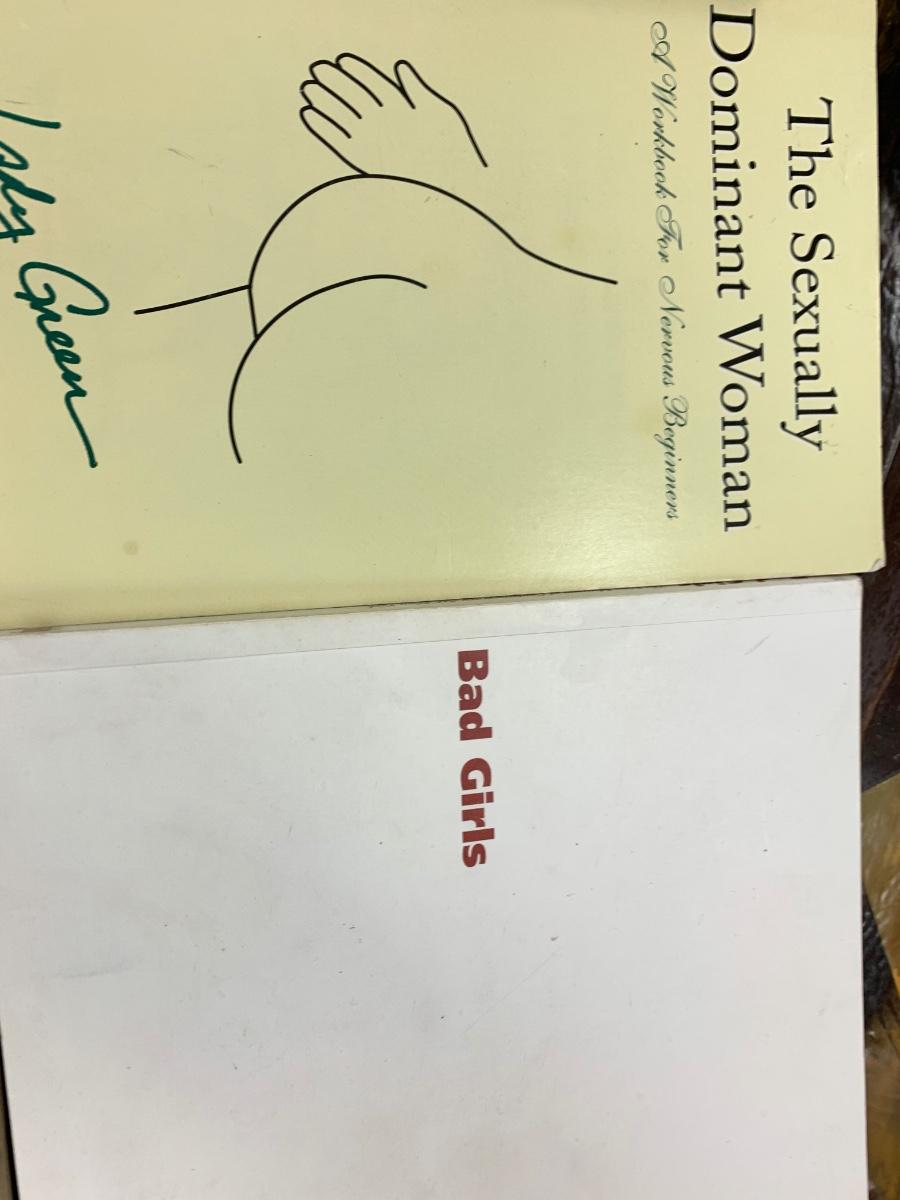 The Sexually
Dominant Woman
A Workbook For Nervous Beginners
Lady Green
Bad Girls